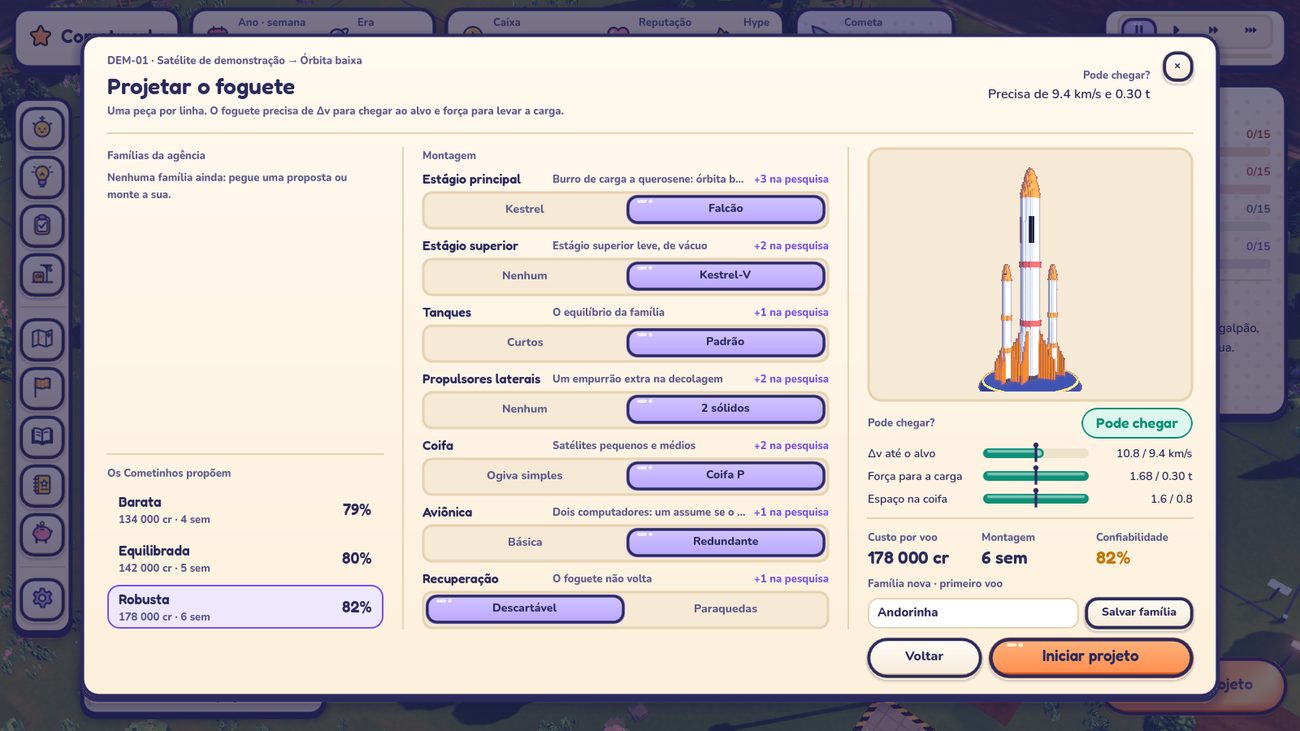 Ano · semana
Era
Caixa
Reputação
Hype
Cometa
DEM-01 · Satélite de demonstração → Órbita baixa
Projetar o foguete
Uma peça por linha. O foguete precisa de Δv para chegar ao alvo e força para levar a carga.
Pode chegar?
Precisa de 9.4 km/s e 0.30 t
×
Famílias da agência
Nenhuma família ainda: pegue uma proposta ou
monte a sua.
Os Cometinhos propõem
Barata
134 000 cr · 4 sem
79%
Equilibrada
142 000 cr · 5 sem
80%
Robusta
178 000 cr · 6 sem
82%
Montagem
Estágio principal
Burro de carga a querosene: órbita b...
+3 na pesquisa
Kestrel
Falcão
Estágio superior
Estágio superior leve, de vácuo
+2 na pesquisa
Nenhum
Kestrel-V
Tanques
O equilíbrio da família
+1 na pesquisa
Curtos
Padrão
Propulsores laterais
Um empurrão extra na decolagem
+2 na pesquisa
Nenhum
2 sólidos
Coifa
Satélites pequenos e médios
+2 na pesquisa
Ogiva simples
Coifa P
Aviônica
Dois computadores: um assume se o ...
+1 na pesquisa
Básica
Redundante
Recuperação
O foguete não volta
+1 na pesquisa
Descartável
Paraquedas
Pode chegar?
Pode chegar
Δv até o alvo
10.8 / 9.4 km/s
Força para a carga
1.68 / 0.30 t
Espaço na coifa
1.6 / 0.8
Custo por voo
178 000 cr
Montagem
6 sem
Confiabilidade
82%
Família nova · primeiro voo
Andorinha
Salvar família
Voltar
Iniciar projeto
0/15
0/15
0/15
0/15
galpão,